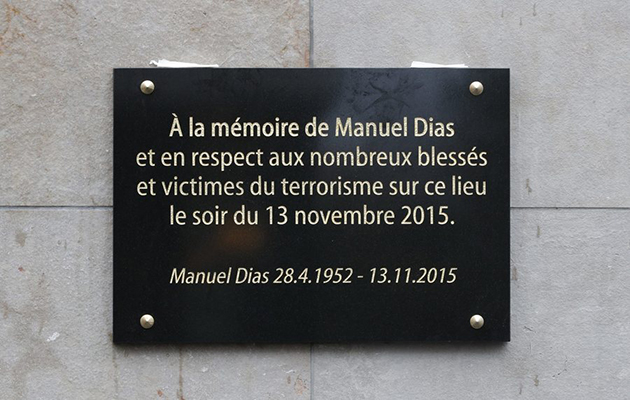 À la mémoire de Manuel Dias
et en respect aux nombreux blessés
et victimes du terrorisme sur ce lieu
le soir du 13 novembre 2015.
Manuel Dias 28.4.1952 - 13.11.2015